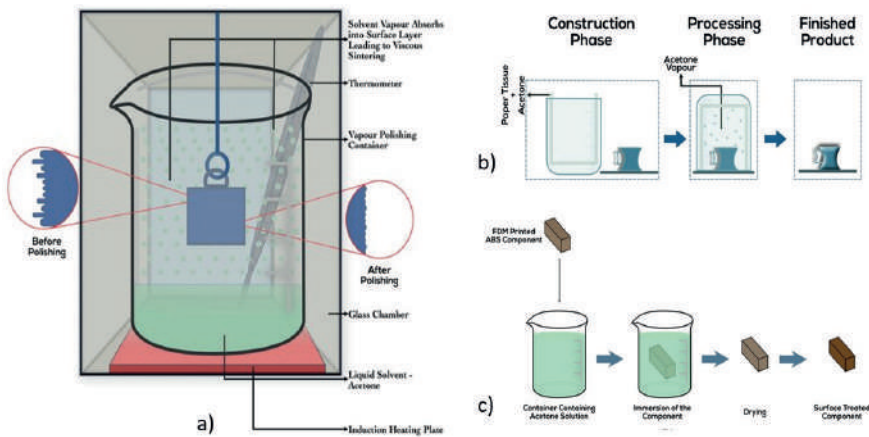 Solvent Vapour Absorbs
into Surface Layer
Leading to Viscous
Sintering
Thermometer
Vapour Polishing
Container
Before
Polishing
After
Polishing
Glass Chamber
Liquid Solvent -
Acetone
Induction Heating Plate
a)
Construction
Phase
Processing
Phase
Finished
Product
Paper Tissue
+
Acetone
Acetone
Vapour
b)
FDM Printed
ABS Component
Container Containing
Acetone Solution
Immersion of the
Component
Drying
Surface Treated
Component
c)